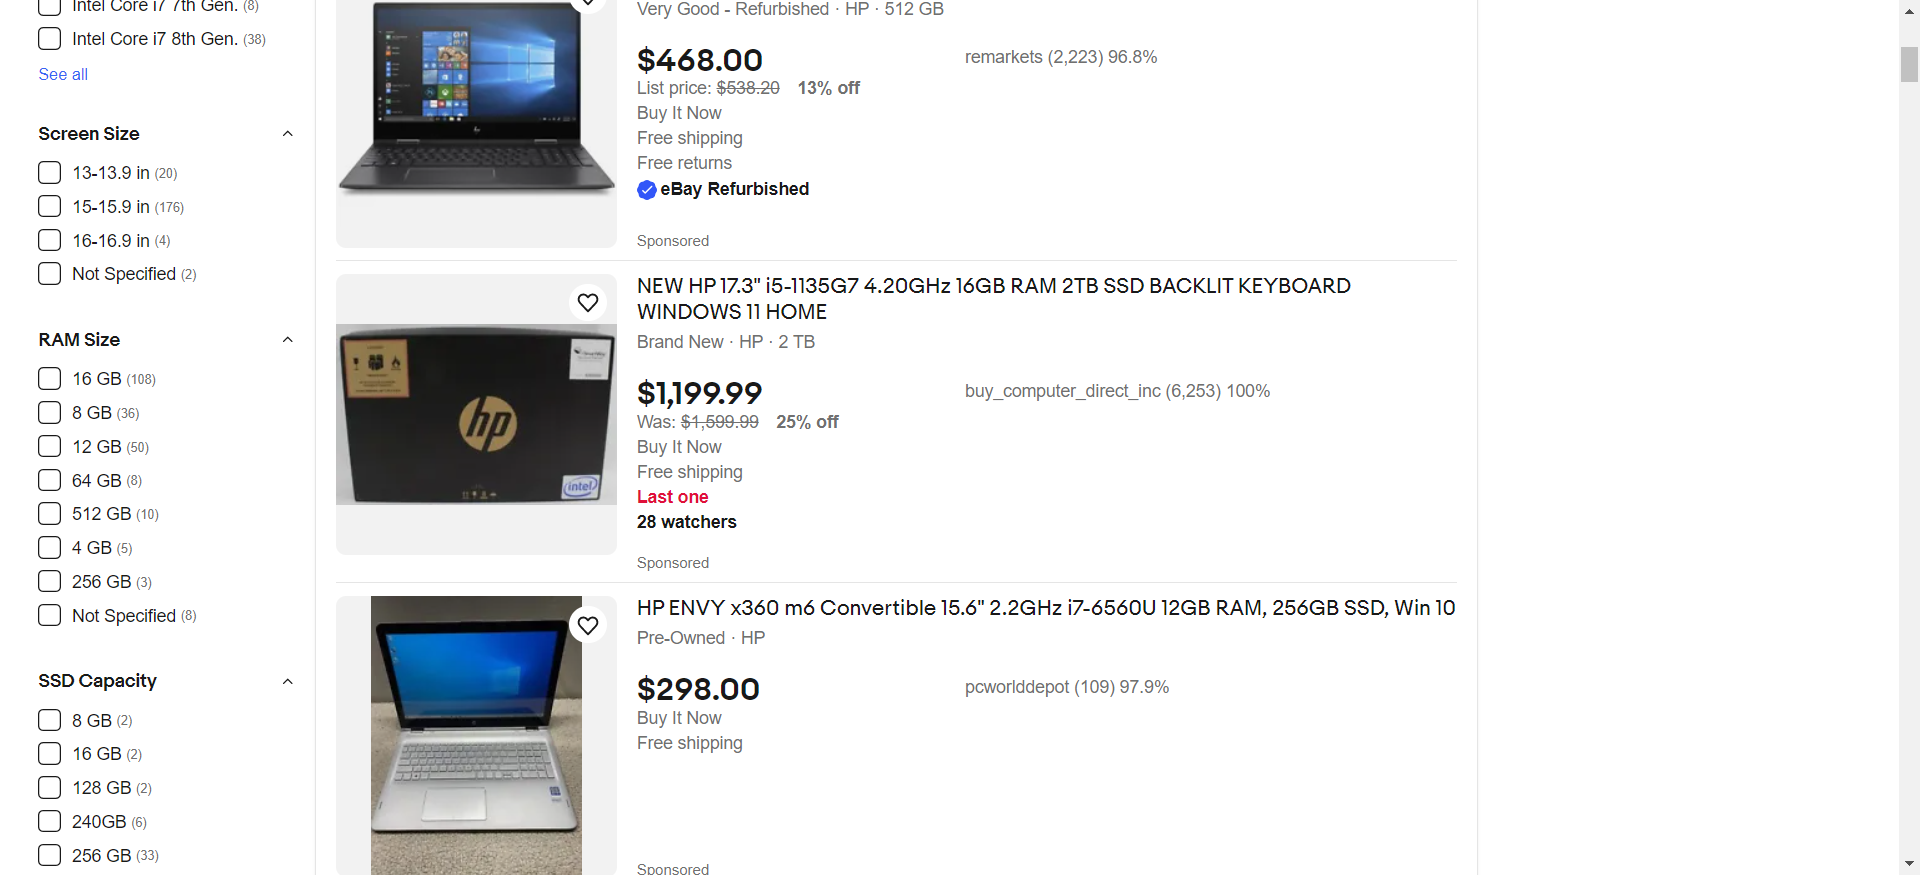 Intel Core i7 7th Gen. (8)
Intel Core i7 8th Gen. (38)
See all
Screen Size
13-13.9 in (20)
15-15.9 in (176)
16-16.9 in (4)
Not Specified (2)
RAM Size
16 GB (108)
8 GB (36)
12 GB (50)
64 GB (8)
512 GB (10)
4 GB (5)
256 GB (3)
Not Specified (8)
SSD Capacity
8 GB (2)
16 GB (2)
128 GB (2)
240GB (6)
256 GB (33)
Very Good - Refurbished · HP · 512 GB
$468.00
remarkets (2,223) 96.8%
List price: $538.20 13% off
Buy It Now
Free shipping
Free returns
eBay Refurbished
Sponsored
hp
intel
NEW HP 17.3" i5-1135G7 4.20GHz 16GB RAM 2TB SSD BACKLIT KEYBOARD
WINDOWS 11 HOME
Brand New · HP · 2 TB
$1,199.99
buy_computer_direct_inc (6,253) 100%
Was: $1,599.99 25% off
Buy It Now
Free shipping
Last one
28 watchers
Sponsored
HP ENVY x360 m6 Convertible 15.6" 2.2GHz i7-6560U 12GB RAM, 256GB SSD, Win 10
Pre-Owned · HP
$298.00
pcworlddepot (109) 97.9%
Buy It Now
Free shipping
Sponsored